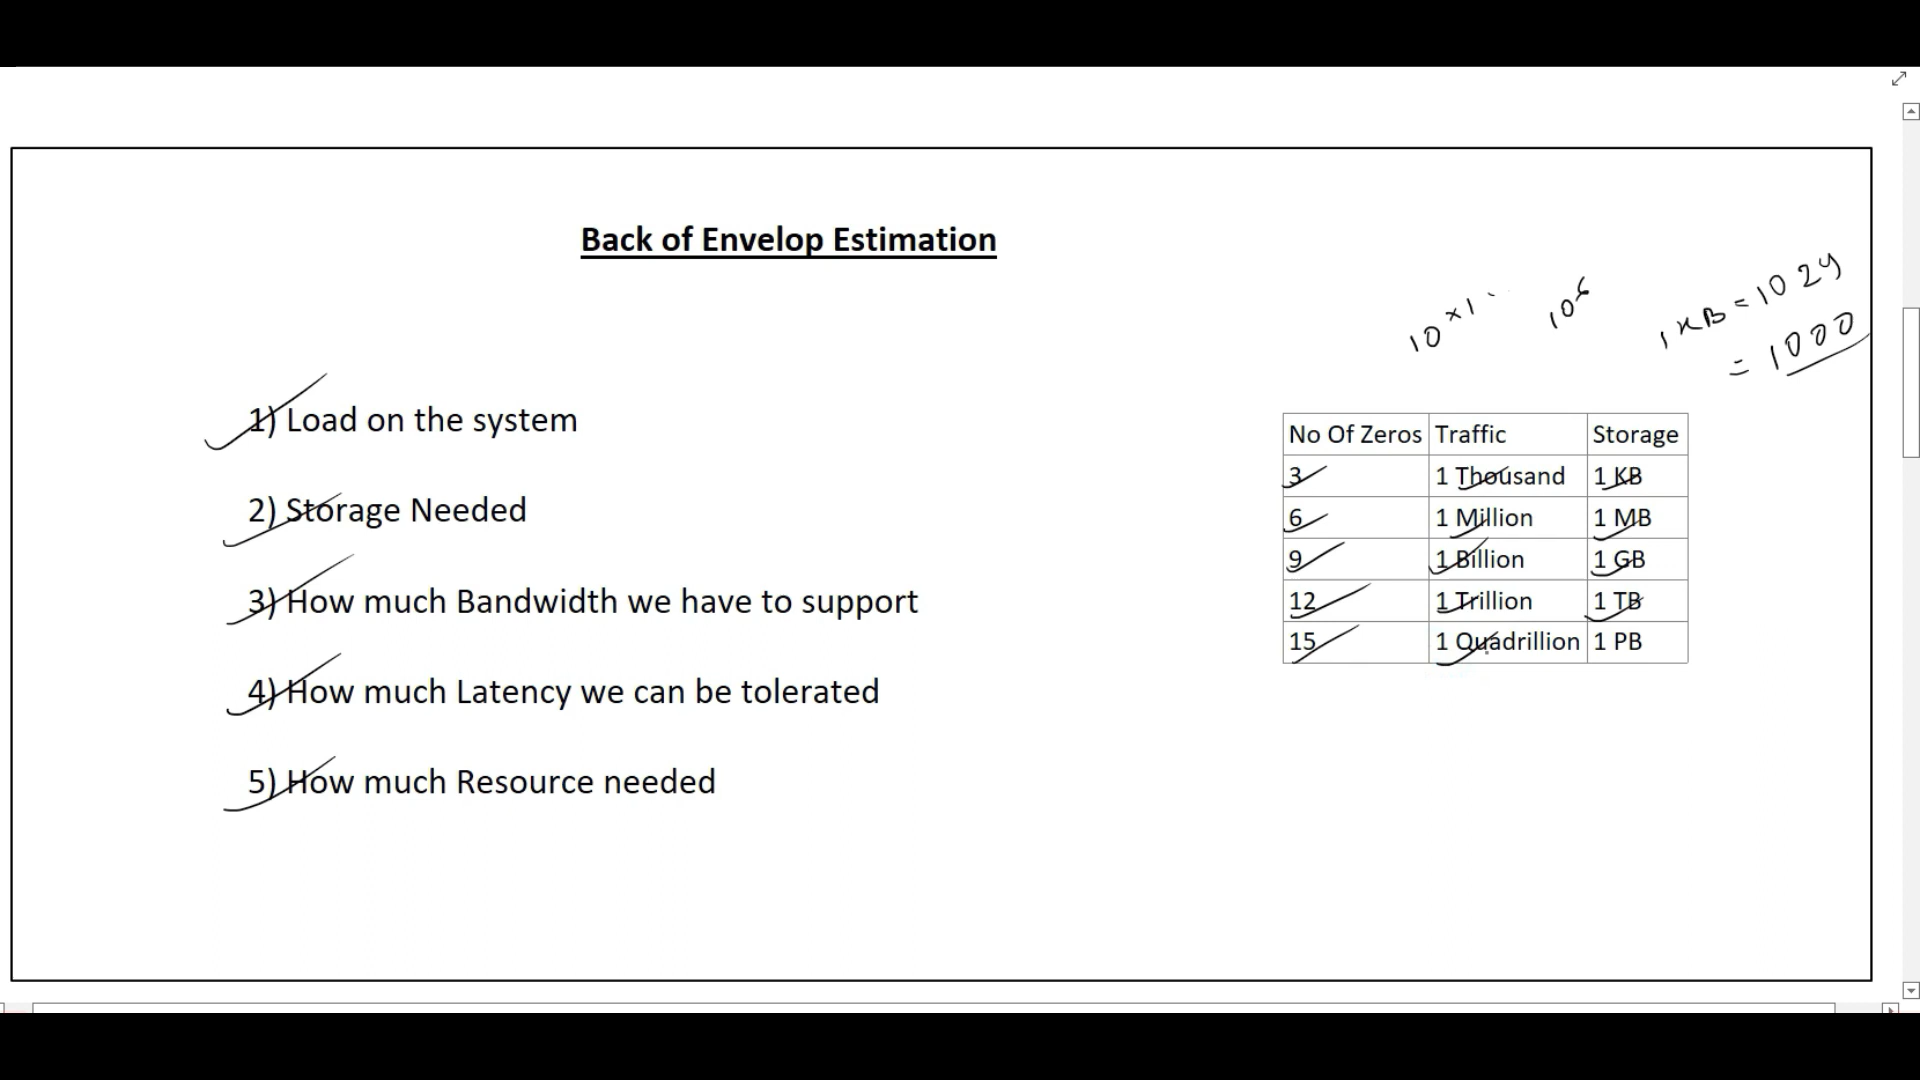 Back of Envelop Estimation
10 × 1
10⁶
1 KB = 1024
= 1000
1) Load on the system
2) Storage Needed
3) How much Bandwidth we have to support
4) How much Latency we can be tolerated
5) How much Resource needed
No Of Zeros Traffic Storage
3 1 Thousand 1 KB
6 1 Million 1 MB
9 1 Billion 1 GB
12 1 Trillion 1 TB
15 1 Quadrillion 1 PB